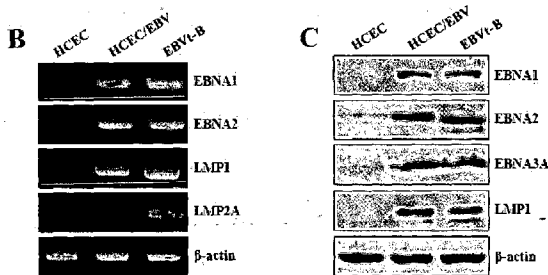 B
HCEC
HCEC/EBV
EBVt-B
EBNA1
EBNA2
LMP1
LMP2A
β-actin
C
HCEC
HCEC/EBV
EBVt-B
EBNA1
EBNA2
EBNA3A
LMP1
β-actin